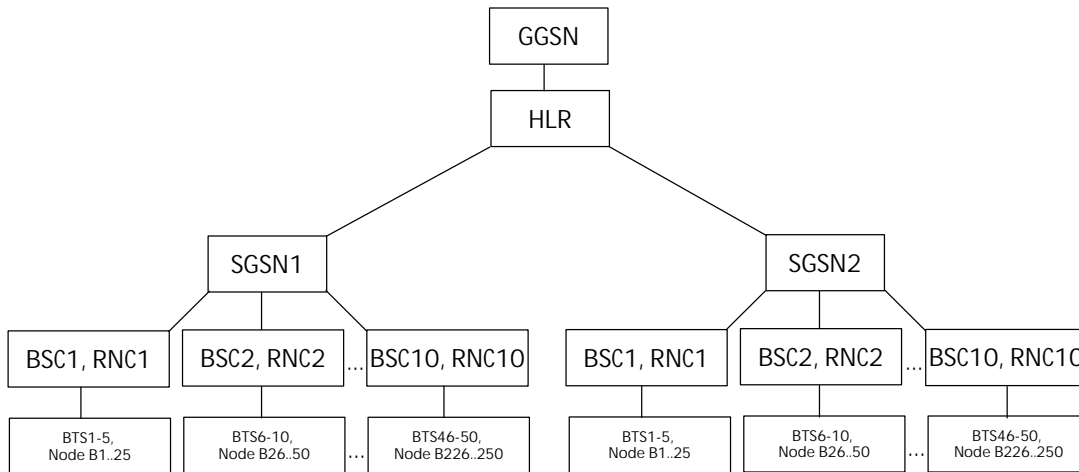 GGSN
HLR
SGSN1
SGSN2
BSC1, RNC1
BSC2, RNC2
...
BSC10, RNC10
BSC1, RNC1
BSC2, RNC2
...
BSC10, RNC10
BTS1-5,
Node B1..25
BTS6-10,
Node B26..50
...
BTS46-50,
Node B226..250
BTS1-5,
Node B1..25
BTS6-10,
Node B26..50
...
BTS46-50,
Node B226..250